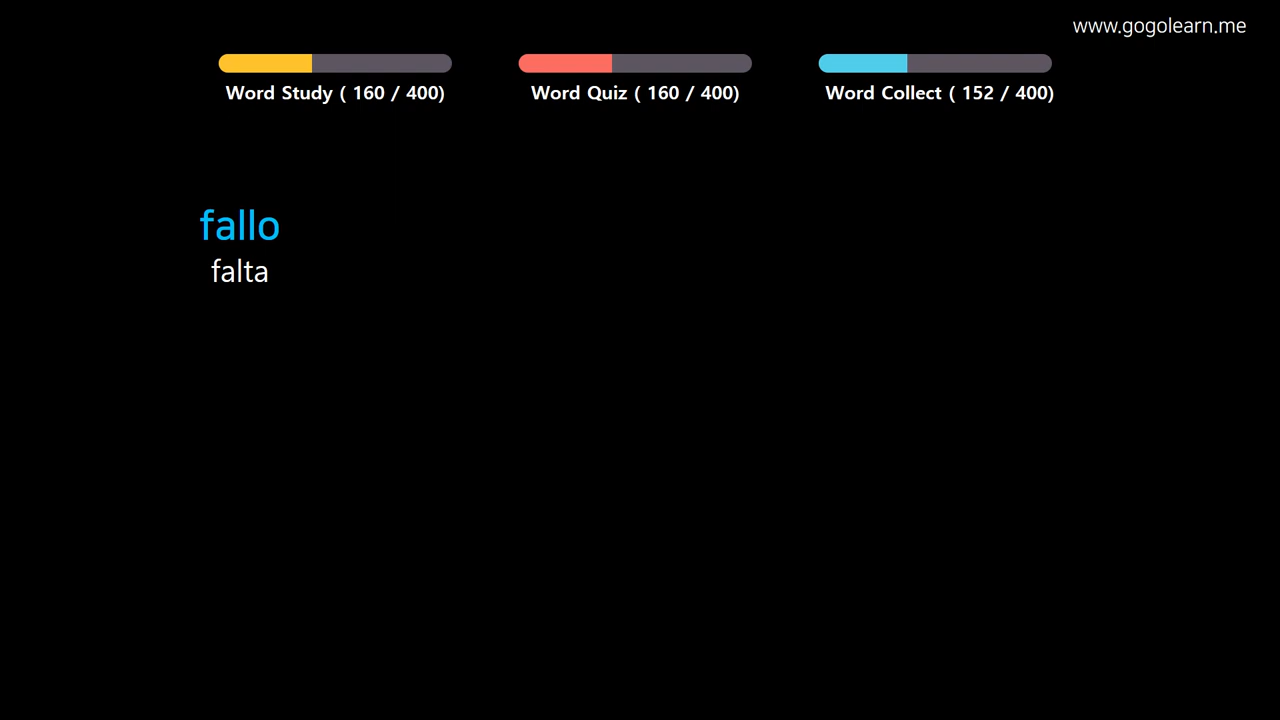 www.gogolearn.me
Word Study ( 160 / 400)
Word Quiz ( 160 / 400)
Word Collect ( 152 / 400)
fallo
falta